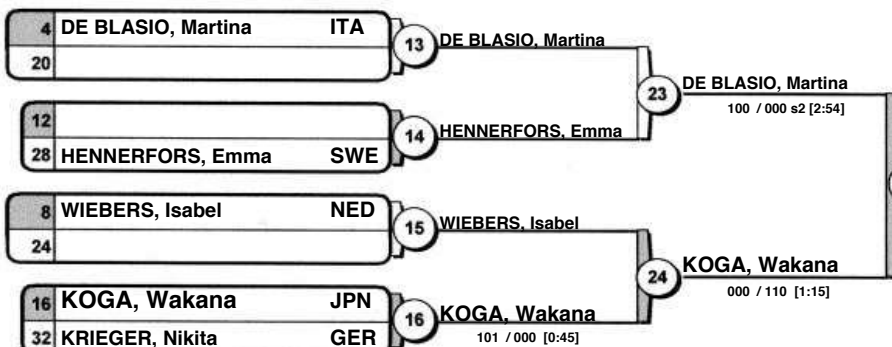 4 DE BLASIO, Martina ITA
20
13 DE BLASIO, Martina
12
28 HENNERFORS, Emma SWE
14 HENNERFORS, Emma
23 DE BLASIO, Martina
100 / 000 s2 [2:54]
8 WIEBERS, Isabel NED
24
15 WIEBERS, Isabel
16 KOGA, Wakana JPN
32 KRIEGER, Nikita GER
16 KOGA, Wakana
101 / 000 [0:45]
24 KOGA, Wakana
000 / 110 [1:15]